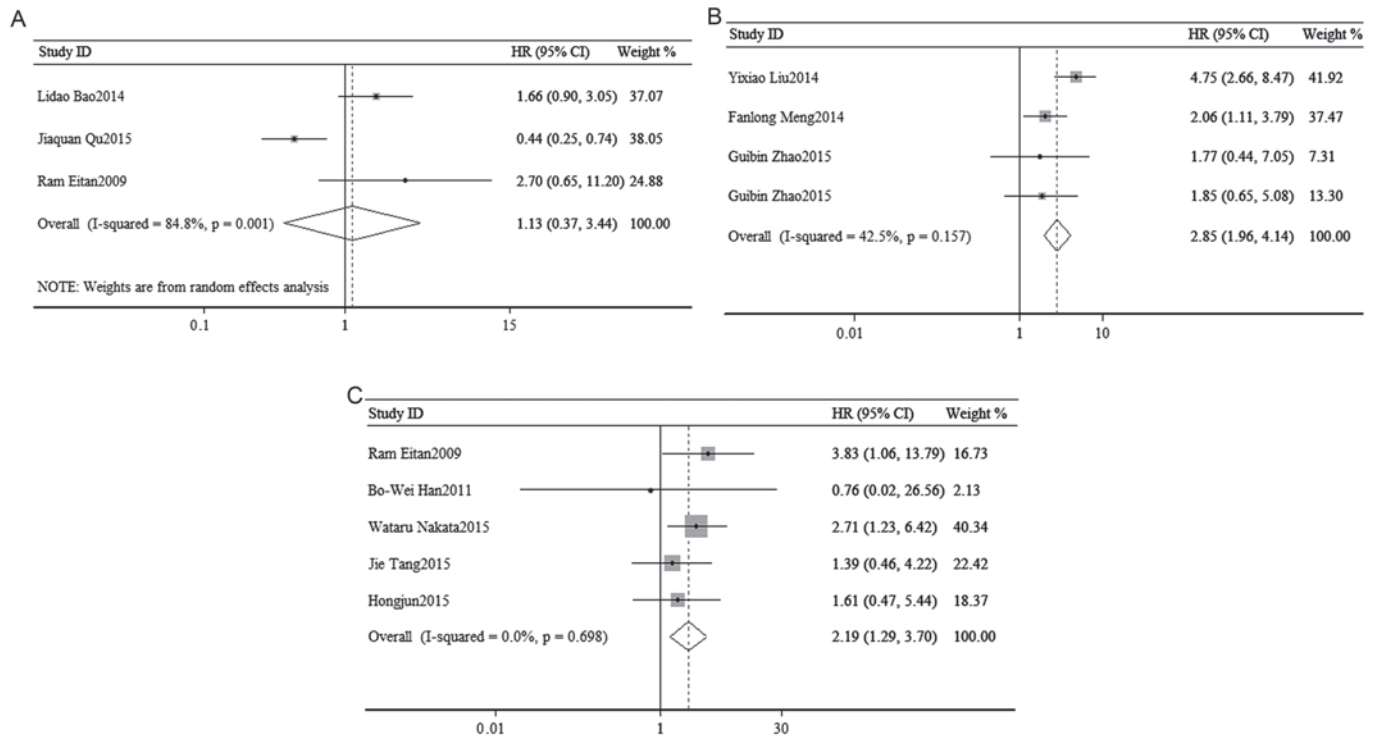 A
Study ID HR (95% CI) Weight %
Lidao Bao2014 1.66 (0.90, 3.05) 37.07
Jiaquan Qu2015 0.44 (0.25, 0.74) 38.05
Ram Eitan2009 2.70 (0.65, 11.20) 24.88
Overall (I-squared = 84.8%, p = 0.001) 1.13 (0.37, 3.44) 100.00
NOTE: Weights are from random effects analysis
0.1 1 15
B
Study ID HR (95% CI) Weight %
Yixiao Liu2014 4.75 (2.66, 8.47) 41.92
Fanlong Meng2014 2.06 (1.11, 3.79) 37.47
Guibin Zhao2015 1.77 (0.44, 7.05) 7.31
Guibin Zhao2015 1.85 (0.65, 5.08) 13.30
Overall (I-squared = 42.5%, p = 0.157) 2.85 (1.96, 4.14) 100.00
0.01 1 10
C
Study ID HR (95% CI) Weight %
Ram Eitan2009 3.83 (1.06, 13.79) 16.73
Bo-Wei Han2011 0.76 (0.02, 26.56) 2.13
Wataru Nakata2015 2.71 (1.23, 6.42) 40.34
Jie Tang2015 1.39 (0.46, 4.22) 22.42
Hongjun2015 1.61 (0.47, 5.44) 18.37
Overall (I-squared = 0.0%, p = 0.698) 2.19 (1.29, 3.70) 100.00
0.01 1 30